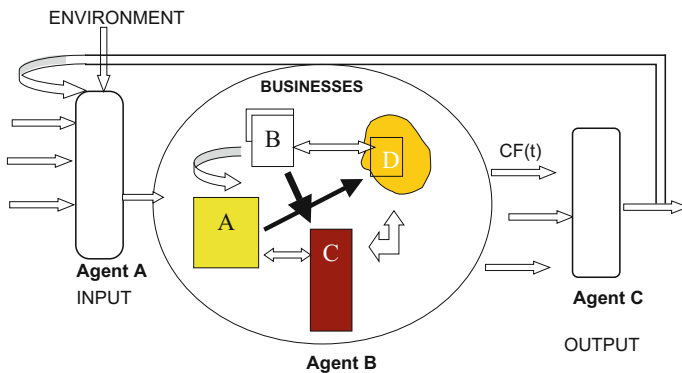 ENVIRONMENT
BUSINESSES
B
D
CF(t)
A
C
Agent A
INPUT
Agent C
Agent B
OUTPUT